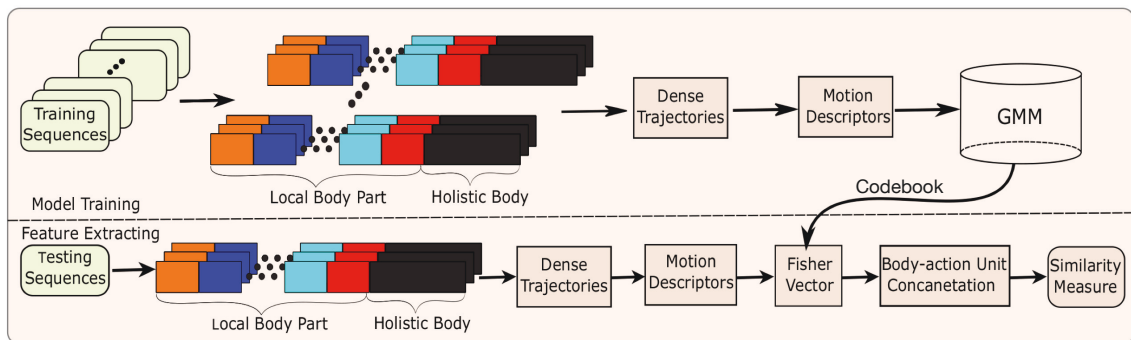 Training
Sequences
Dense
Trajectories
Motion
Descriptors
GMM
Local Body Part
Holistic Body
Codebook
Model Training
Feature Extracting
Testing
Sequences
Dense
Trajectories
Motion
Descriptors
Fisher
Vector
Body-action Unit
Concanetation
Similarity
Measure
Local Body Part
Holistic Body